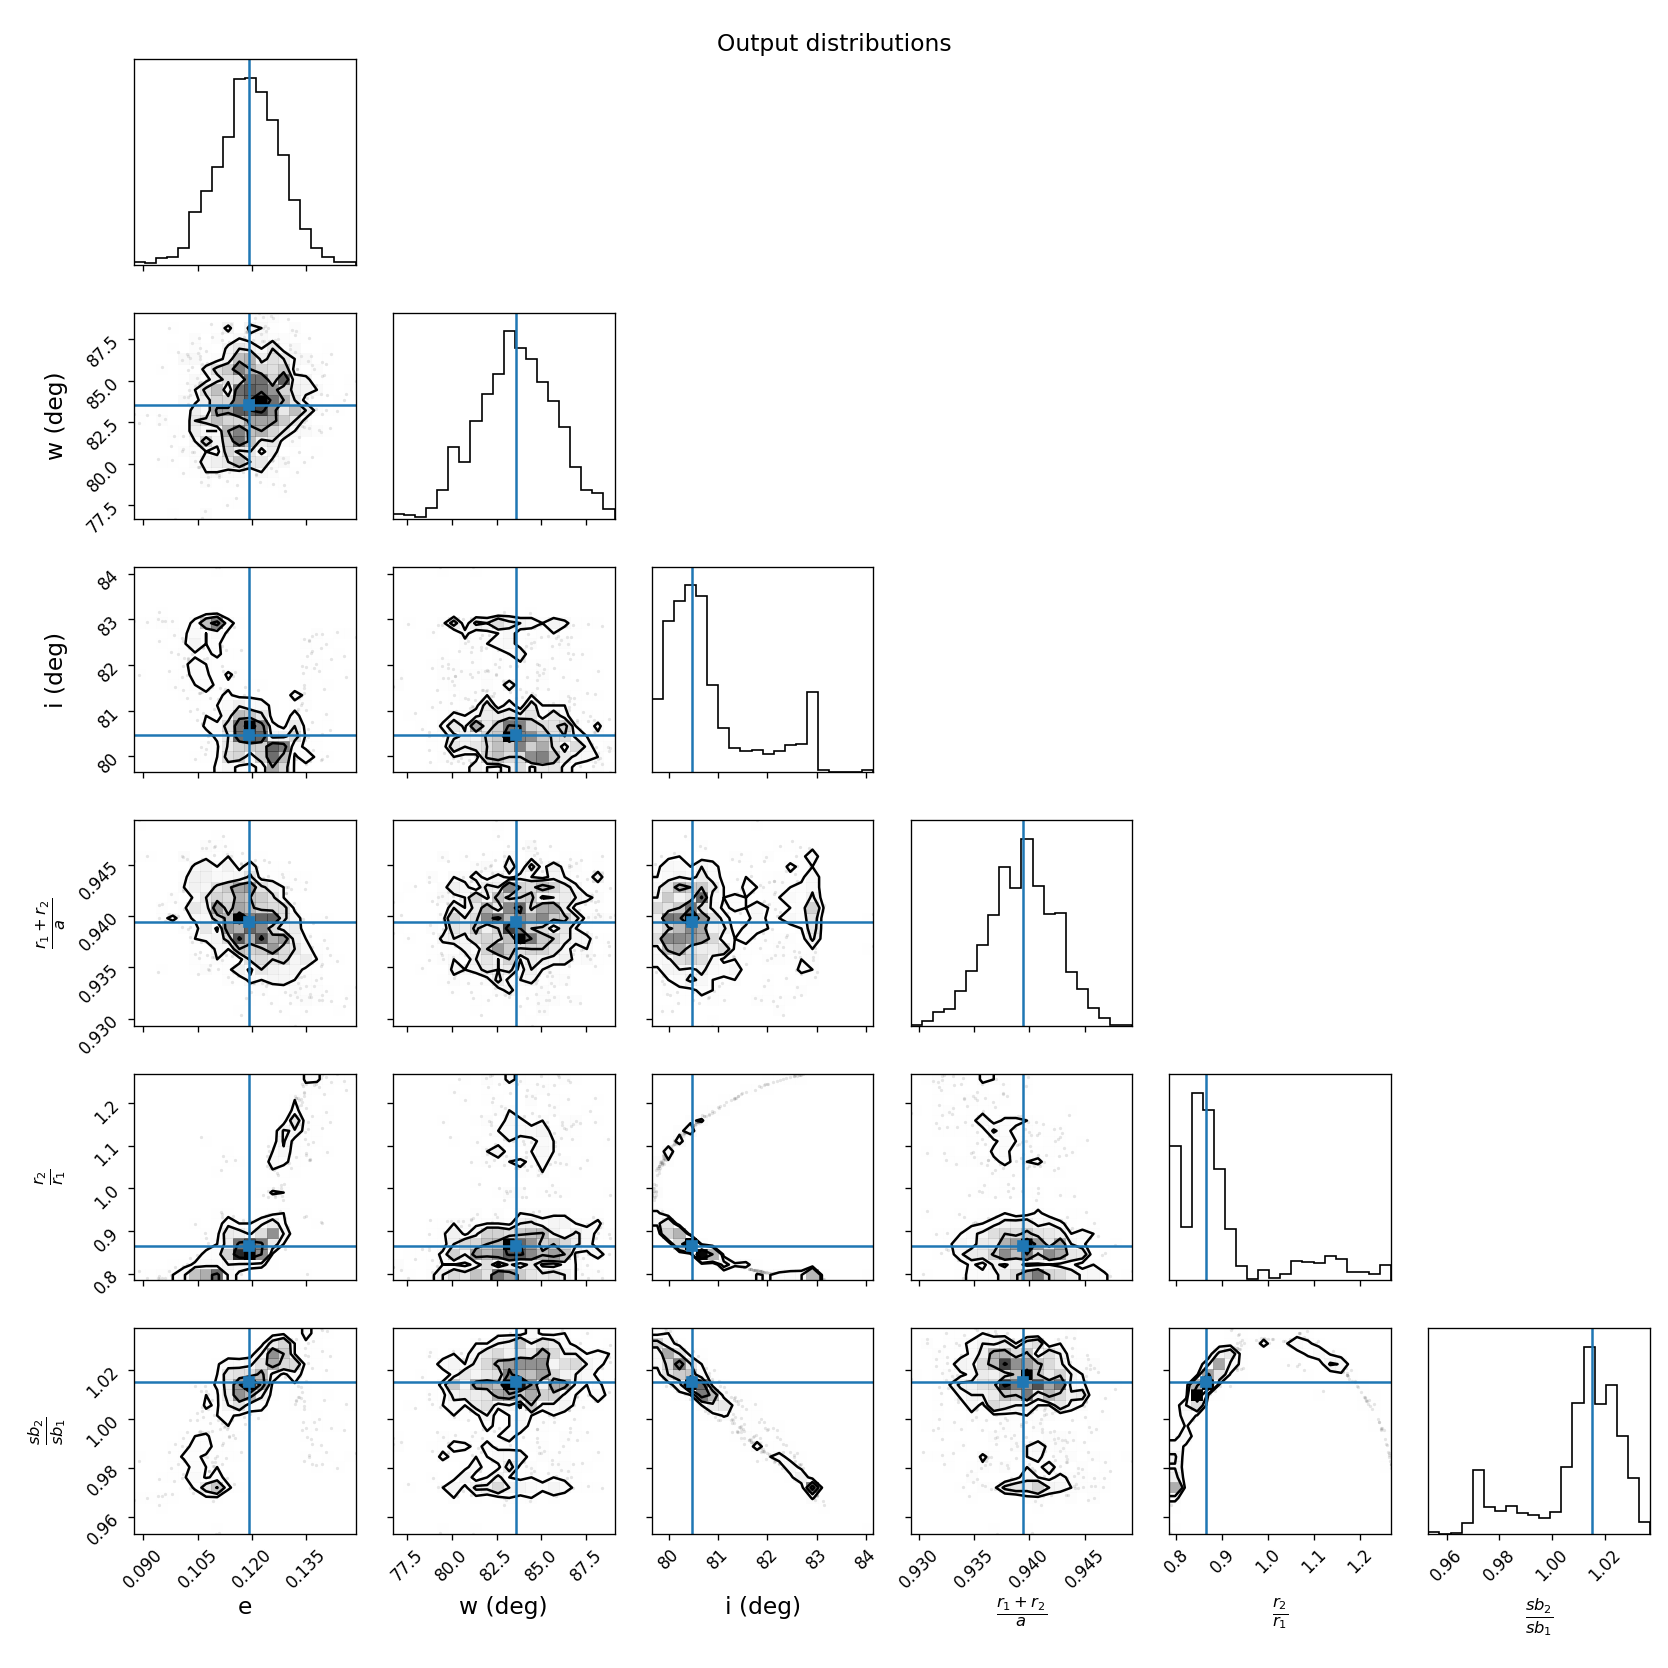 Output distributions
87.5
85.0
82.5
80.0
77.5
w (deg)
84
83
82
81
80
i (deg)
0.945
0.940
0.935
0.930
r₁ + r₂
a
1.2
1.1
1.0
0.9
0.8
r₂
r₁
1.02
1.00
0.98
0.96
sb₂
sb₁
0.090 0.105 0.120 0.135 77.5 80.0 82.5 85.0 87.5 80 81 82 83 84 0.930 0.935 0.940 0.945 0.8 0.9 1.0 1.1 1.2 0.96 0.98 1.00 1.02
e w (deg) i (deg)
r₁ + r₂
a
r₂
r₁
sb₂
sb₁